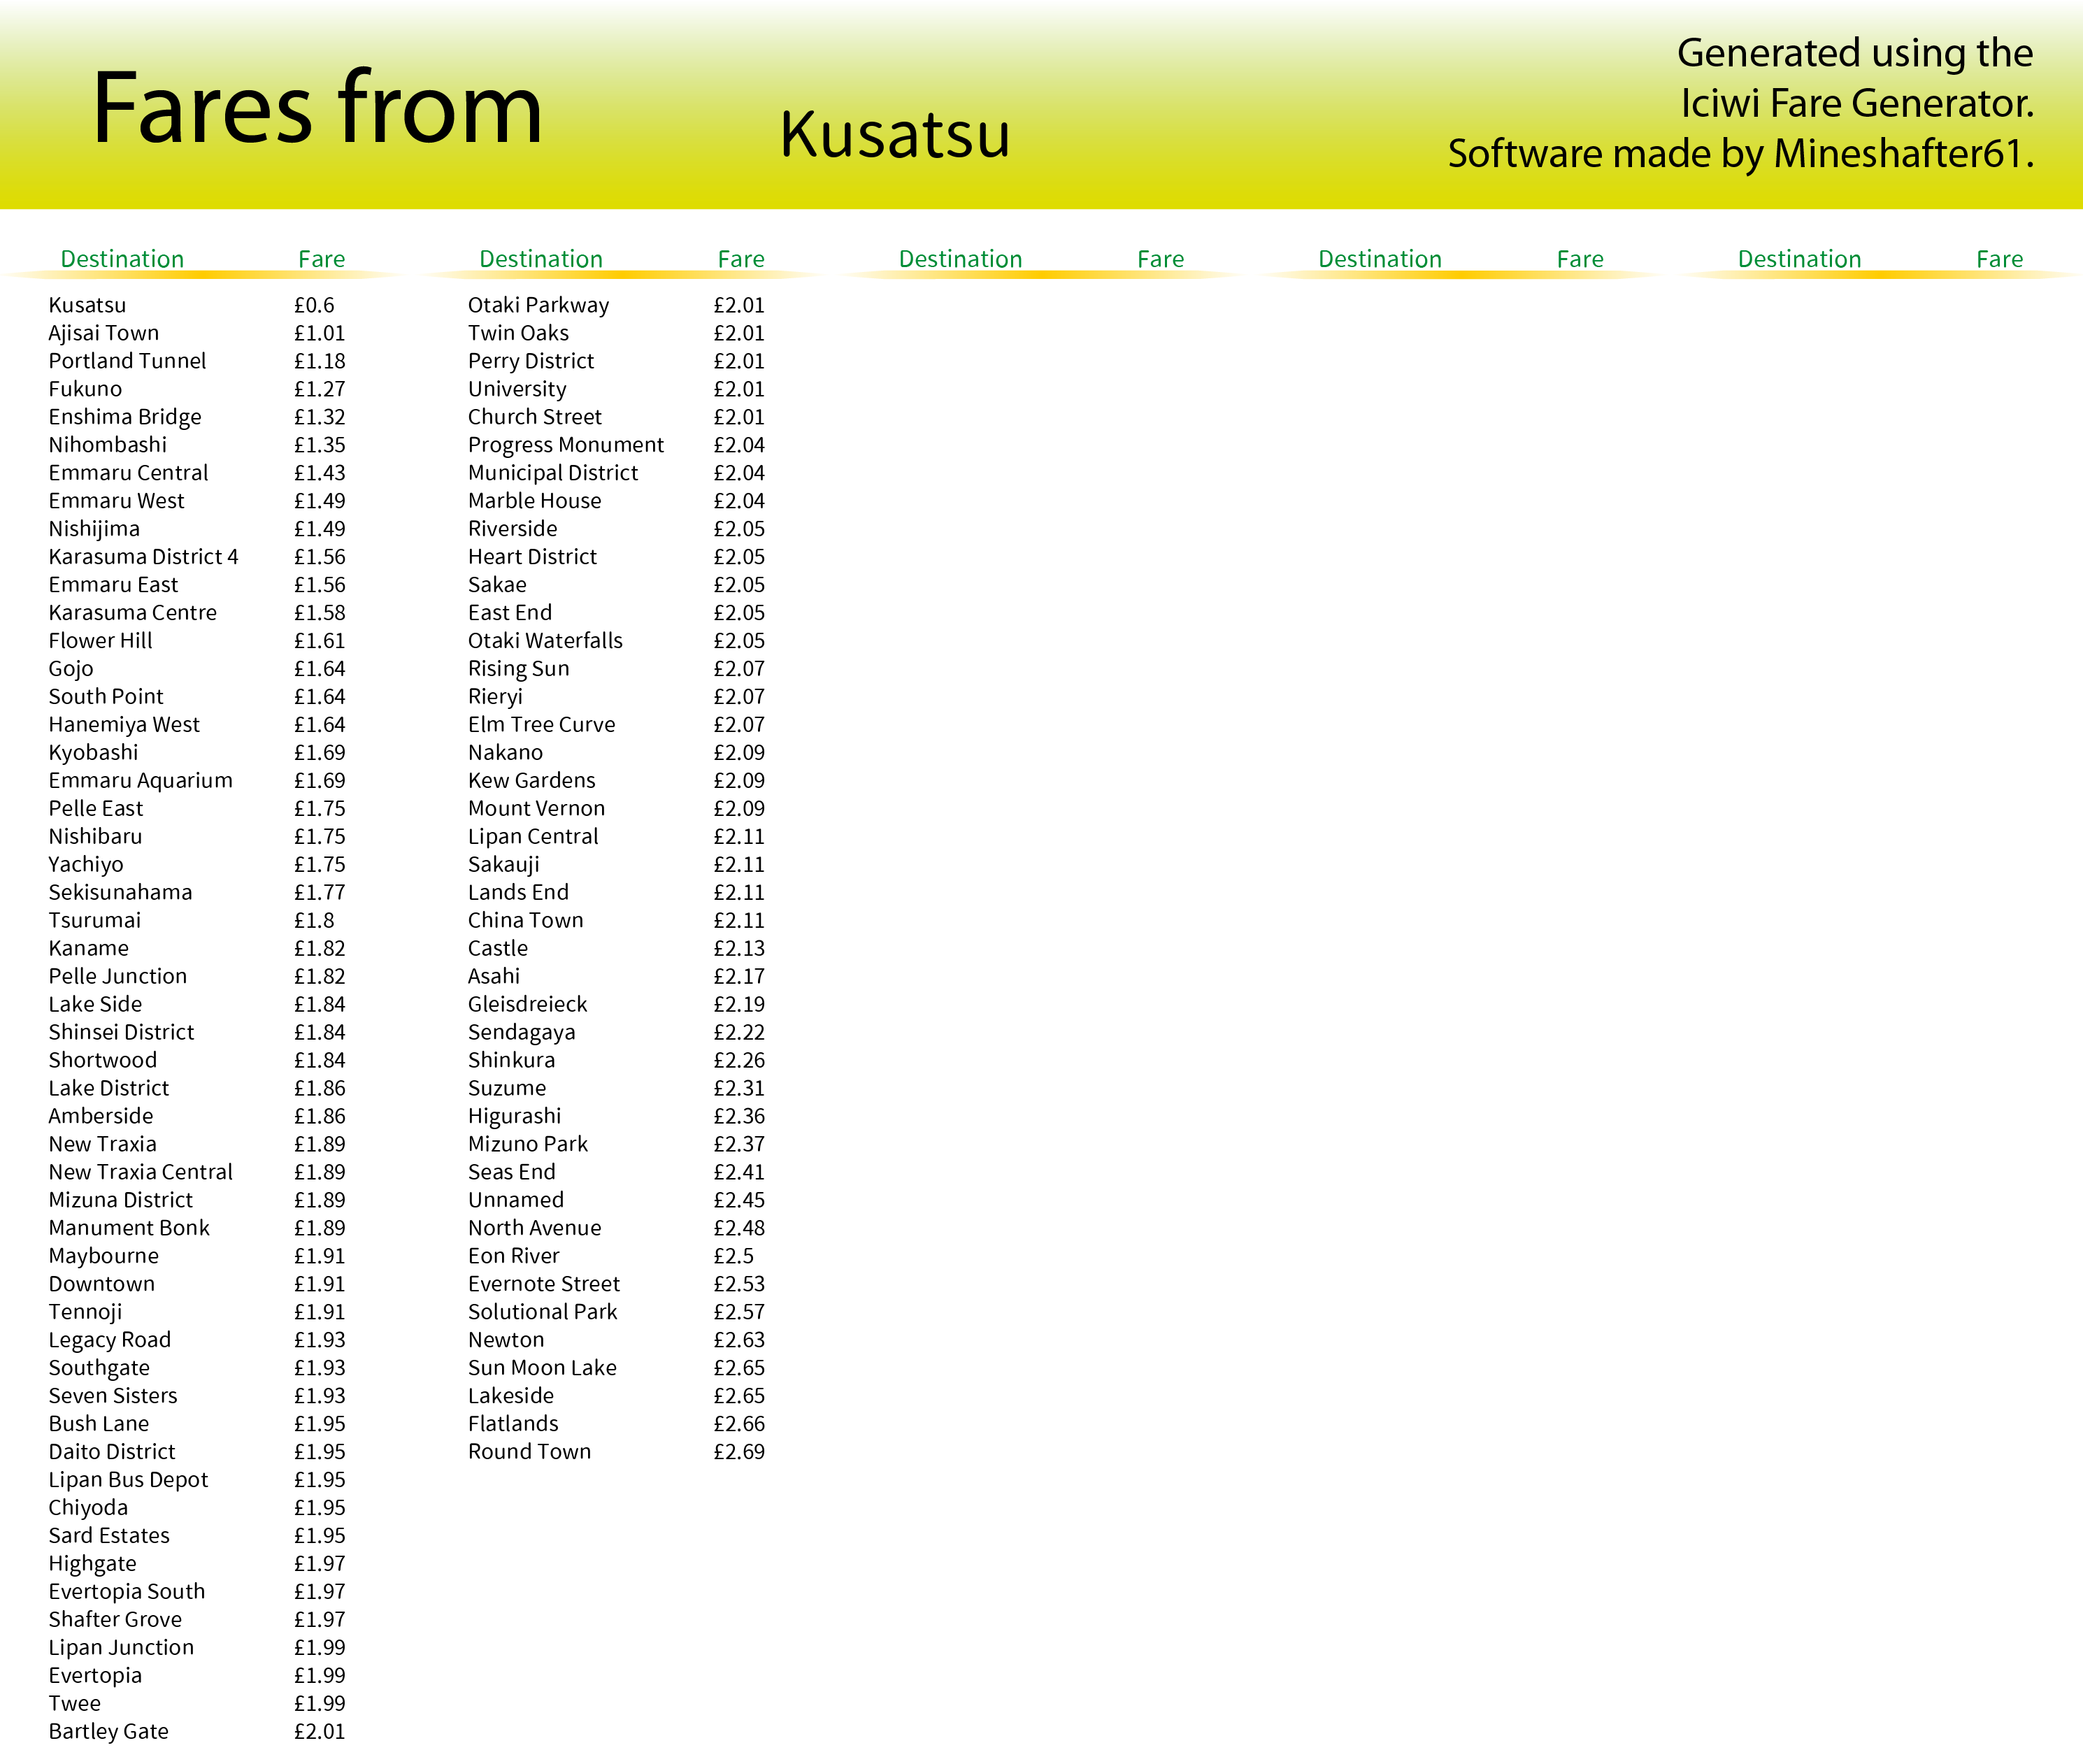 Fares from
Kusatsu
Generated using the
Iciwi Fare Generator.
Software made by Mineshafter61.
Destination Fare Destination Fare Destination Fare Destination Fare Destination Fare
Kusatsu £0.6
Ajisai Town £1.01
Portland Tunnel £1.18
Fukuno £1.27
Enshima Bridge £1.32
Nihombashi £1.35
Emmaru Central £1.43
Emmaru West £1.49
Nishijima £1.49
Karasuma District 4 £1.56
Emmaru East £1.56
Karasuma Centre £1.58
Flower Hill £1.61
Gojo £1.64
South Point £1.64
Hanemiya West £1.64
Kyobashi £1.69
Emmaru Aquarium £1.69
Pelle East £1.75
Nishibaru £1.75
Yachiyo £1.75
Sekisunahama £1.77
Tsurumai £1.8
Kaname £1.82
Pelle Junction £1.82
Lake Side £1.84
Shinsei District £1.84
Shortwood £1.84
Lake District £1.86
Amberside £1.86
New Traxia £1.89
New Traxia Central £1.89
Mizuna District £1.89
Manument Bonk £1.89
Maybourne £1.91
Downtown £1.91
Tennoji £1.91
Legacy Road £1.93
Southgate £1.93
Seven Sisters £1.93
Bush Lane £1.95
Daito District £1.95
Lipan Bus Depot £1.95
Chiyoda £1.95
Sard Estates £1.95
Highgate £1.97
Evertopia South £1.97
Shafter Grove £1.97
Lipan Junction £1.99
Evertopia £1.99
Twee £1.99
Bartley Gate £2.01
Otaki Parkway £2.01
Twin Oaks £2.01
Perry District £2.01
University £2.01
Church Street £2.01
Progress Monument £2.04
Municipal District £2.04
Marble House £2.04
Riverside £2.05
Heart District £2.05
Sakae £2.05
East End £2.05
Otaki Waterfalls £2.05
Rising Sun £2.07
Rieryi £2.07
Elm Tree Curve £2.07
Nakano £2.09
Kew Gardens £2.09
Mount Vernon £2.09
Lipan Central £2.11
Sakauji £2.11
Lands End £2.11
China Town £2.11
Castle £2.13
Asahi £2.17
Gleisdreieck £2.19
Sendagaya £2.22
Shinkura £2.26
Suzume £2.31
Higurashi £2.36
Mizuno Park £2.37
Seas End £2.41
Unnamed £2.45
North Avenue £2.48
Eon River £2.5
Evernote Street £2.53
Solutional Park £2.57
Newton £2.63
Sun Moon Lake £2.65
Lakeside £2.65
Flatlands £2.66
Round Town £2.69